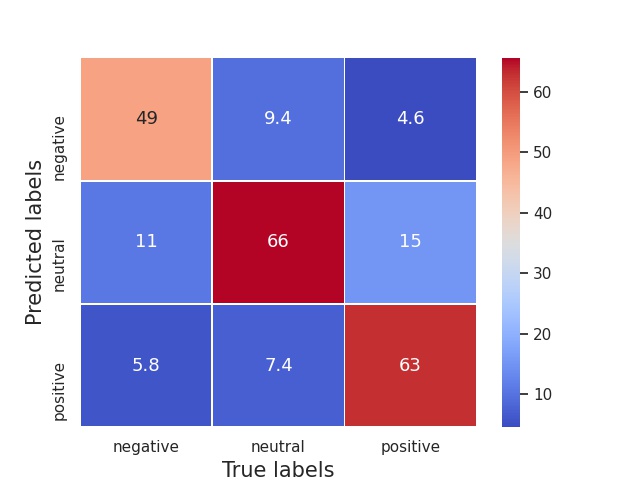 Predicted labels
negative
49
9.4
4.6
neutral
11
66
15
positive
5.8
7.4
63
negative neutral positive
True labels
60
50
40
30
20
10